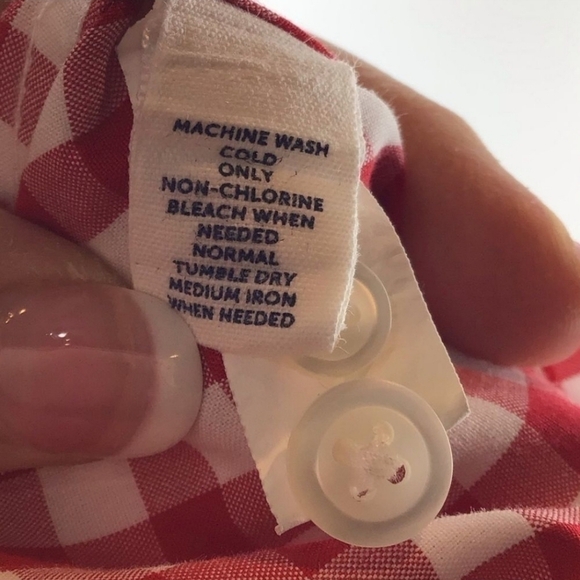 MACHINE WASH
COLD
ONLY
NON-CHLORINE
BLEACH WHEN
NEEDED
NORMAL
TUMBLE DRY
MEDIUM IRON
WHEN NEEDED